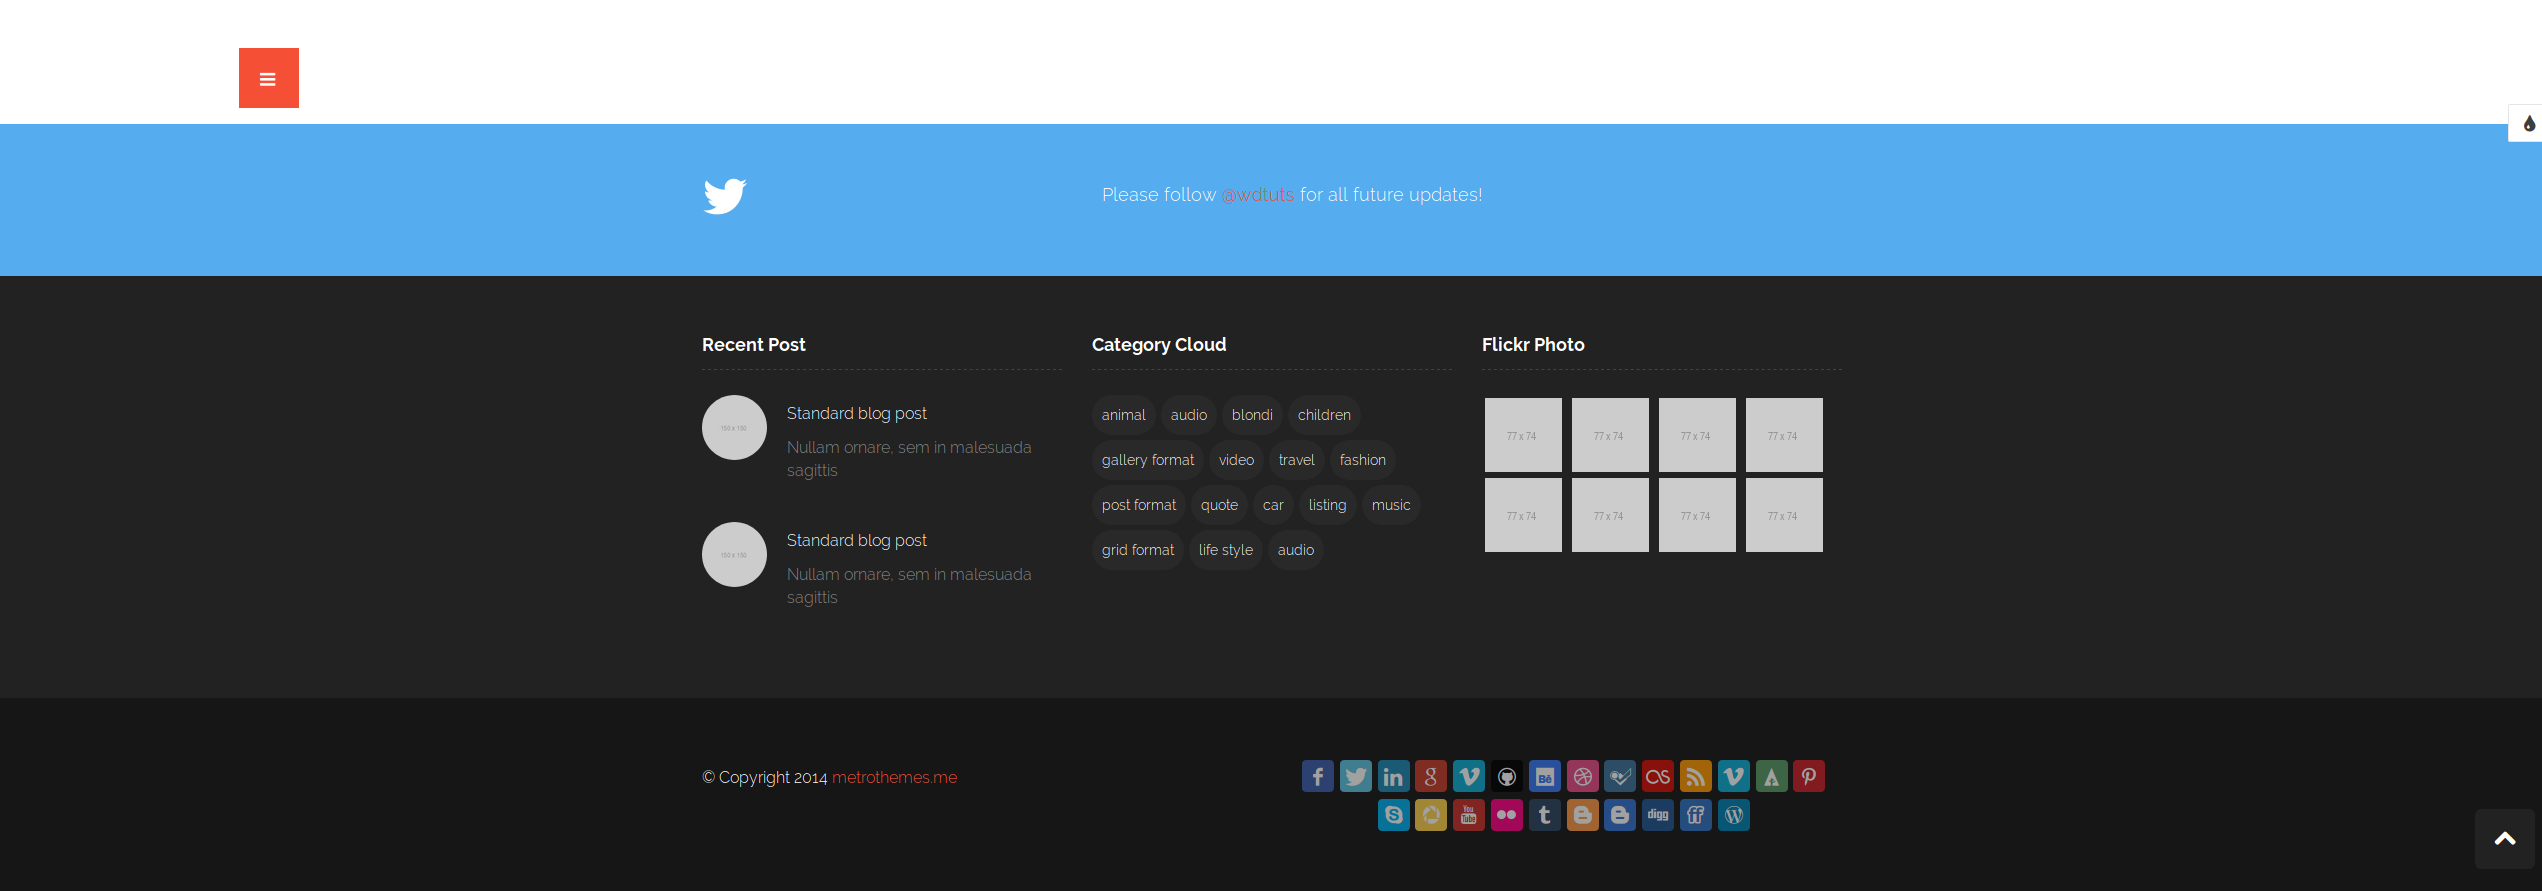 Please follow @wdtuts for all future updates!
Recent Post
150 x 150
Standard blog post
Nullam ornare, sem in malesuada
sagittis
150 x 150
Standard blog post
Nullam ornare, sem in malesuada
sagittis
Category Cloud
animal audio blondi children
gallery format video travel fashion
post format quote car listing music
grid format life style audio
Flickr Photo
77 x 74 77 x 74 77 x 74 77 x 74
77 x 74 77 x 74 77 x 74 77 x 74
© Copyright 2014 metrothemes.me
f in g Bē
You Tube t digg ff